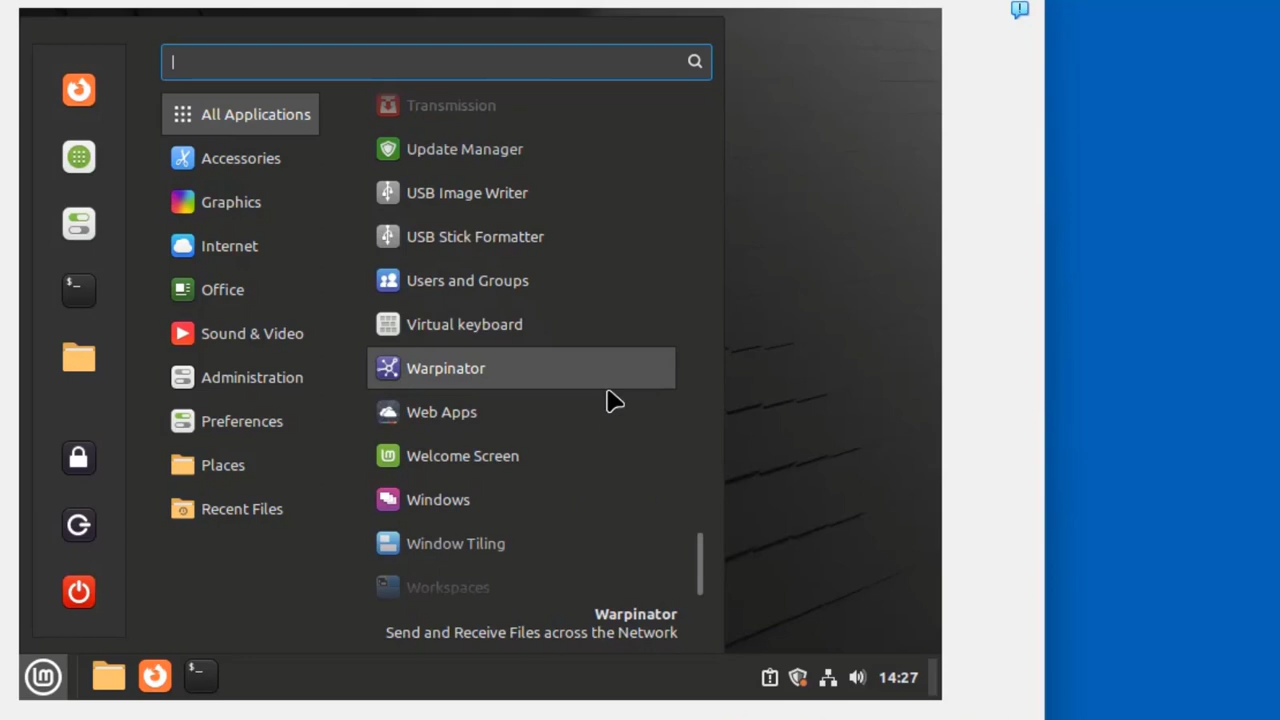 All Applications
Accessories
Graphics
Internet
Office
Sound & Video
Administration
Preferences
Places
Recent Files
Transmission
Update Manager
USB Image Writer
USB Stick Formatter
Users and Groups
Virtual keyboard
Warpinator
Web Apps
Welcome Screen
Windows
Window Tiling
Workspaces
Warpinator
Send and Receive Files across the Network
14:27